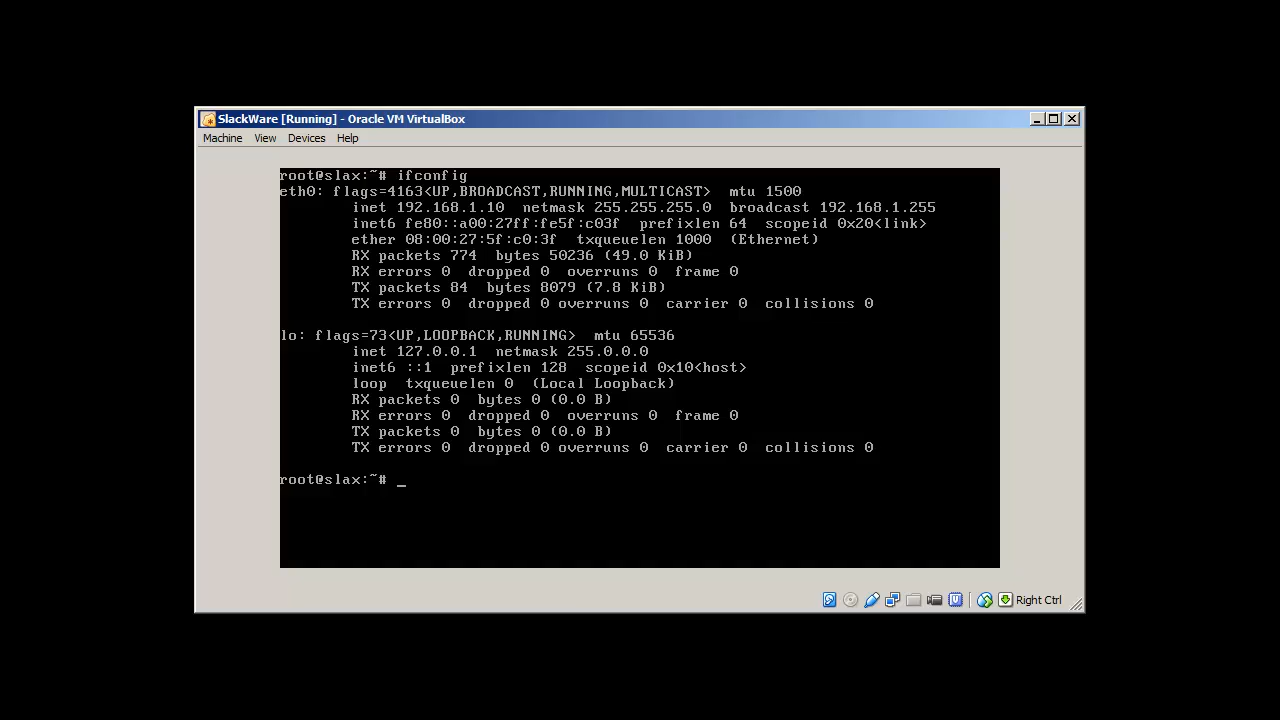 SlackWare [Running] - Oracle VM VirtualBox
Machine View Devices Help
root@slax:~# ifconfig
eth0: flags=4163<UP,BROADCAST,RUNNING,MULTICAST>  mtu 1500
        inet 192.168.1.10  netmask 255.255.255.0  broadcast 192.168.1.255
        inet6 fe80::a00:27ff:fe5f:c03f  prefixlen 64  scopeid 0x20<link>
        ether 08:00:27:5f:c0:3f  txqueuelen 1000  (Ethernet)
        RX packets 774  bytes 50236 (49.0 KiB)
        RX errors 0  dropped 0  overruns 0  frame 0
        TX packets 84  bytes 8079 (7.8 KiB)
        TX errors 0  dropped 0 overruns 0  carrier 0  collisions 0
lo: flags=73<UP,LOOPBACK,RUNNING>  mtu 65536
        inet 127.0.0.1  netmask 255.0.0.0
        inet6 ::1  prefixlen 128  scopeid 0x10<host>
        loop  txqueuelen 0  (Local Loopback)
        RX packets 0  bytes 0 (0.0 B)
        RX errors 0  dropped 0  overruns 0  frame 0
        TX packets 0  bytes 0 (0.0 B)
        TX errors 0  dropped 0 overruns 0  carrier 0  collisions 0
root@slax:~# _
Right Ctrl